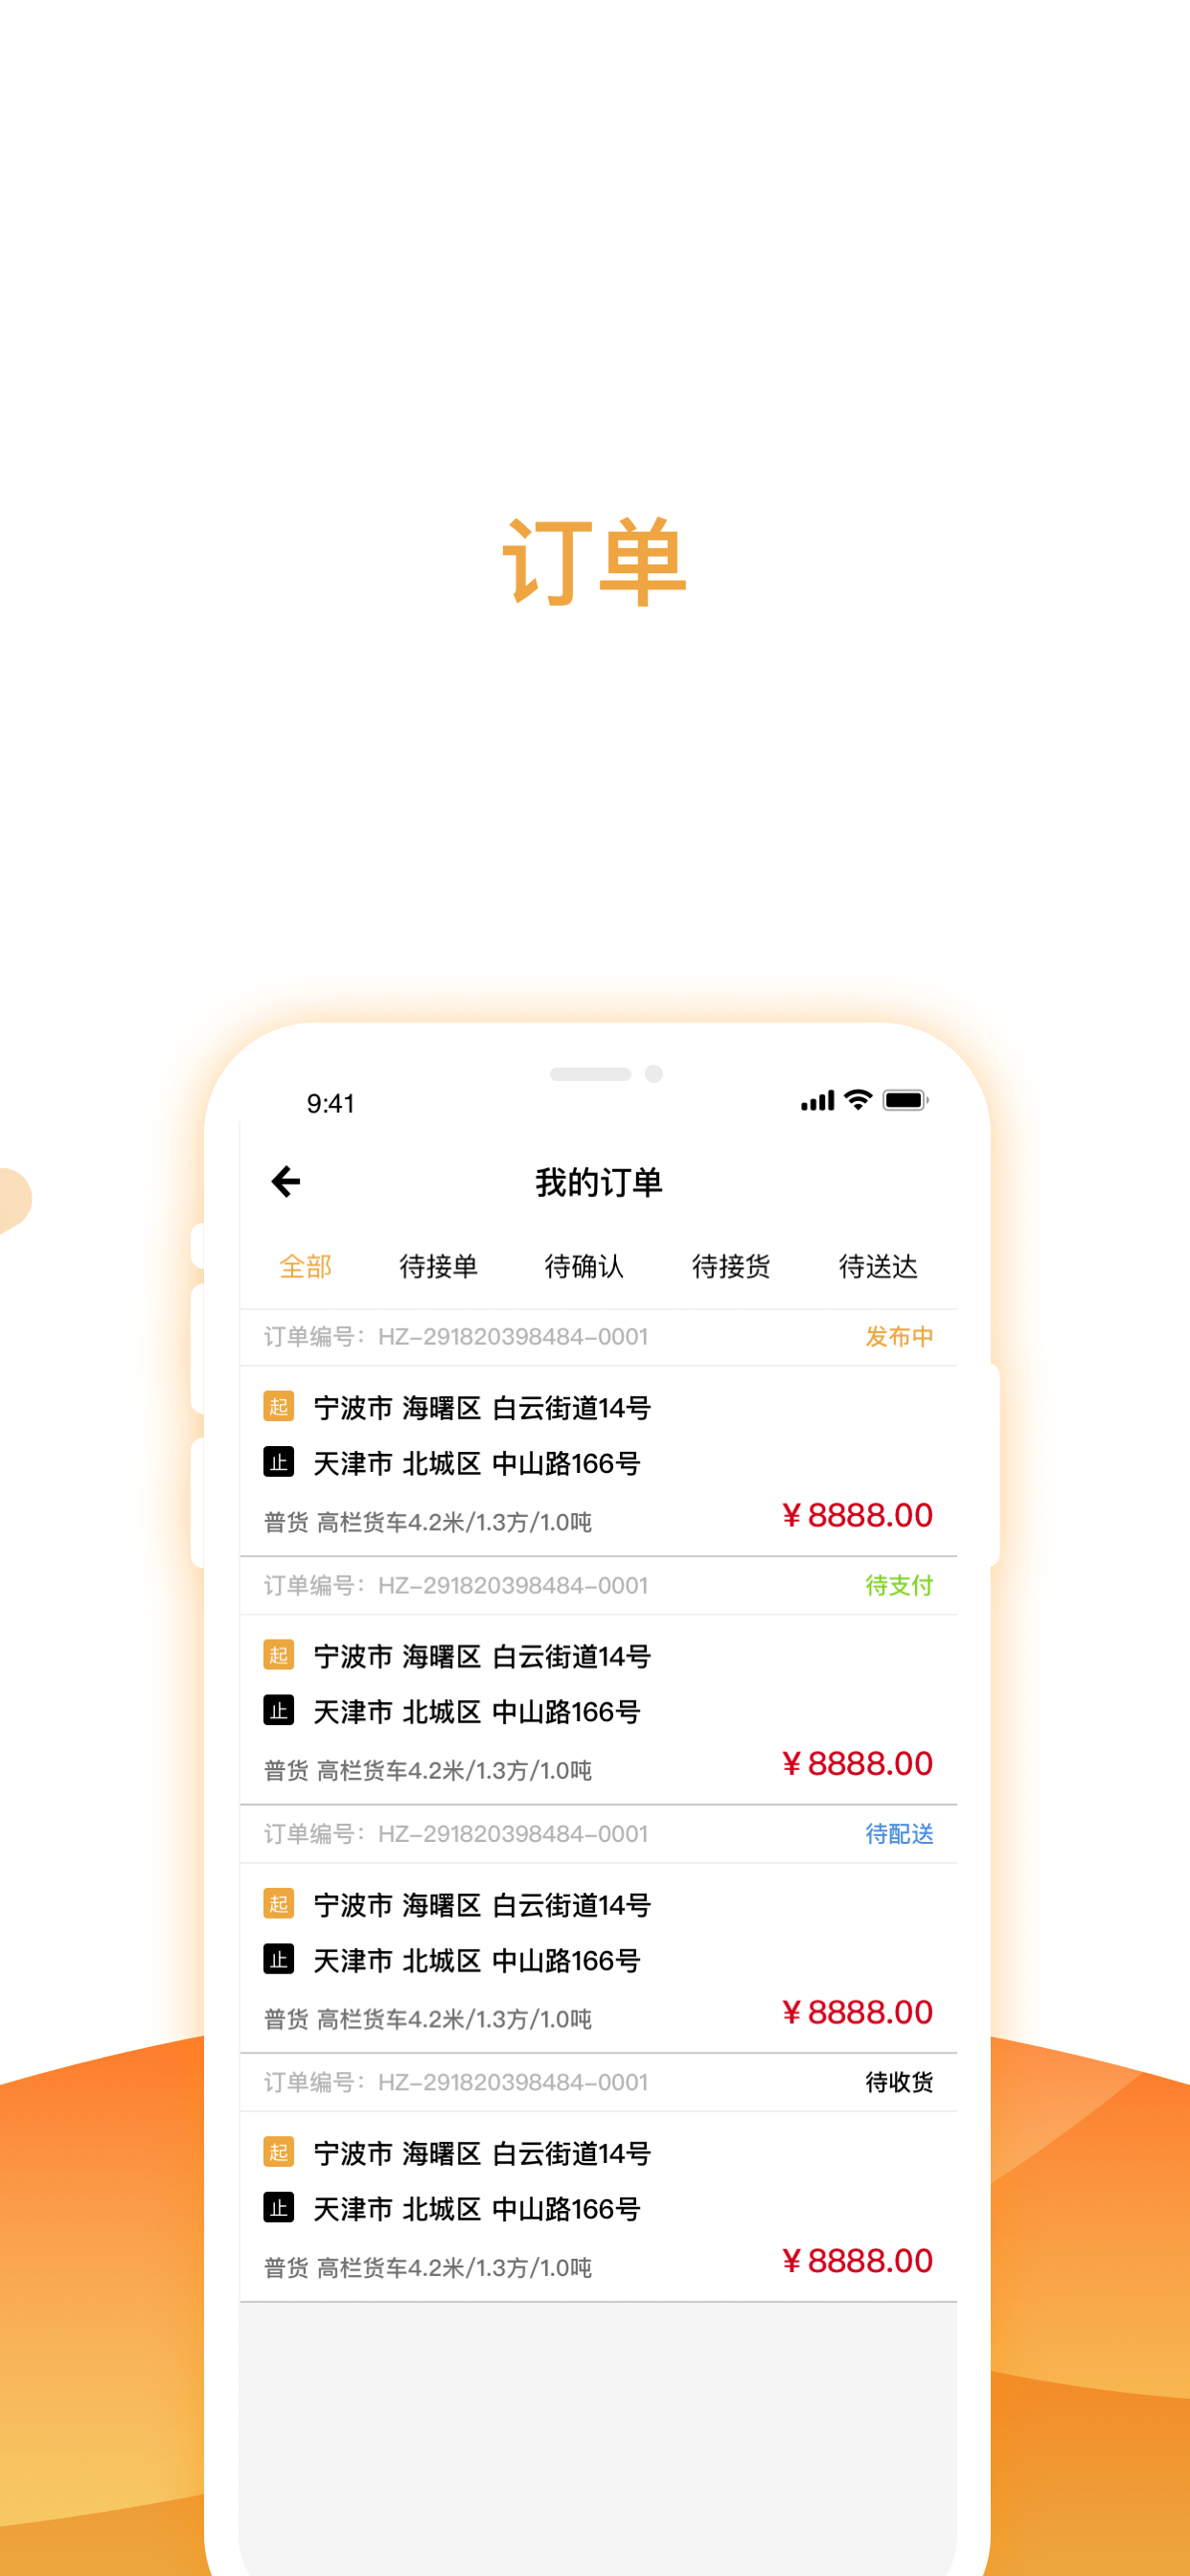 订单
9:41
我的订单
全部 待接单 待确认 待接货 待送达
订单编号：HZ-291820398484-0001 发布中
起 宁波市 海曙区 白云街道14号
止 天津市 北城区 中山路166号
普货 高栏货车4.2米/1.3方/1.0吨 ¥8888.00
订单编号：HZ-291820398484-0001 待支付
起 宁波市 海曙区 白云街道14号
止 天津市 北城区 中山路166号
普货 高栏货车4.2米/1.3方/1.0吨 ¥8888.00
订单编号：HZ-291820398484-0001 待配送
起 宁波市 海曙区 白云街道14号
止 天津市 北城区 中山路166号
普货 高栏货车4.2米/1.3方/1.0吨 ¥8888.00
订单编号：HZ-291820398484-0001 待收货
起 宁波市 海曙区 白云街道14号
止 天津市 北城区 中山路166号
普货 高栏货车4.2米/1.3方/1.0吨 ¥8888.00